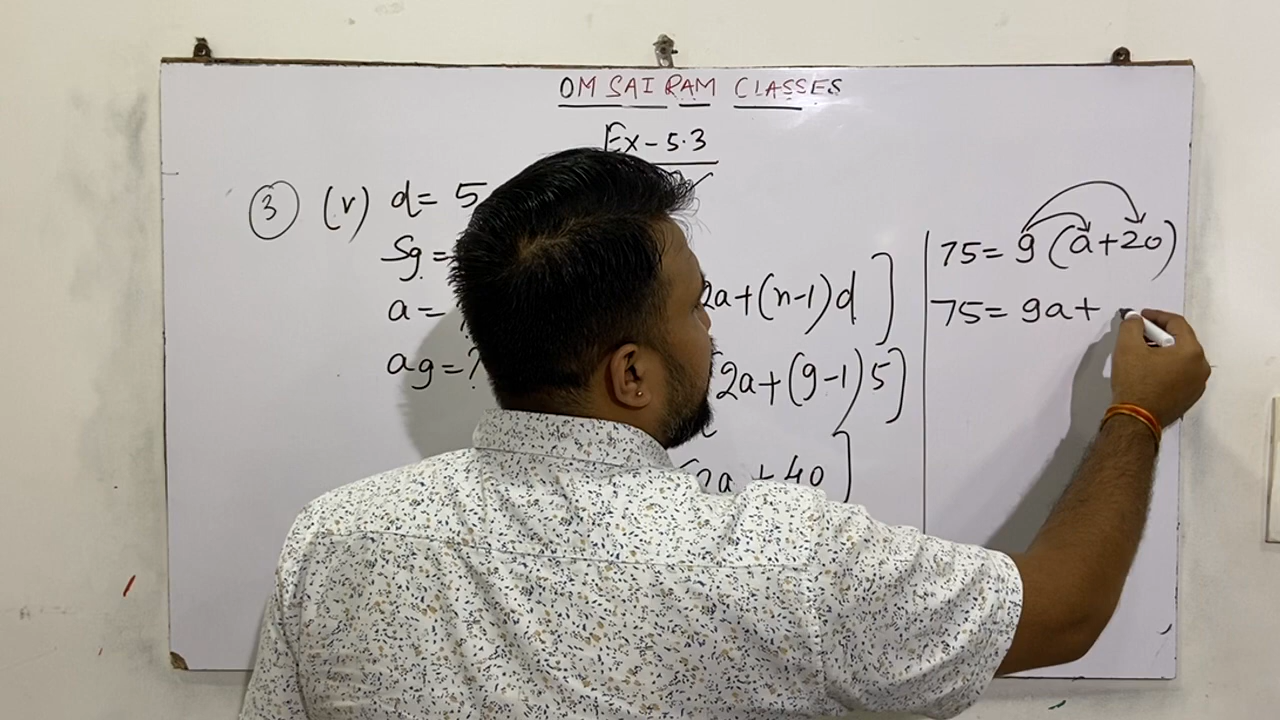 OM SAI RAM CLASSES
Ex-5.3
3 (v) d= 5
S9=
a=
a9=?
2a+(n-1)d]
2a+(9-1)5]
2a+40]
75= 9(a+20)
75= 9a+